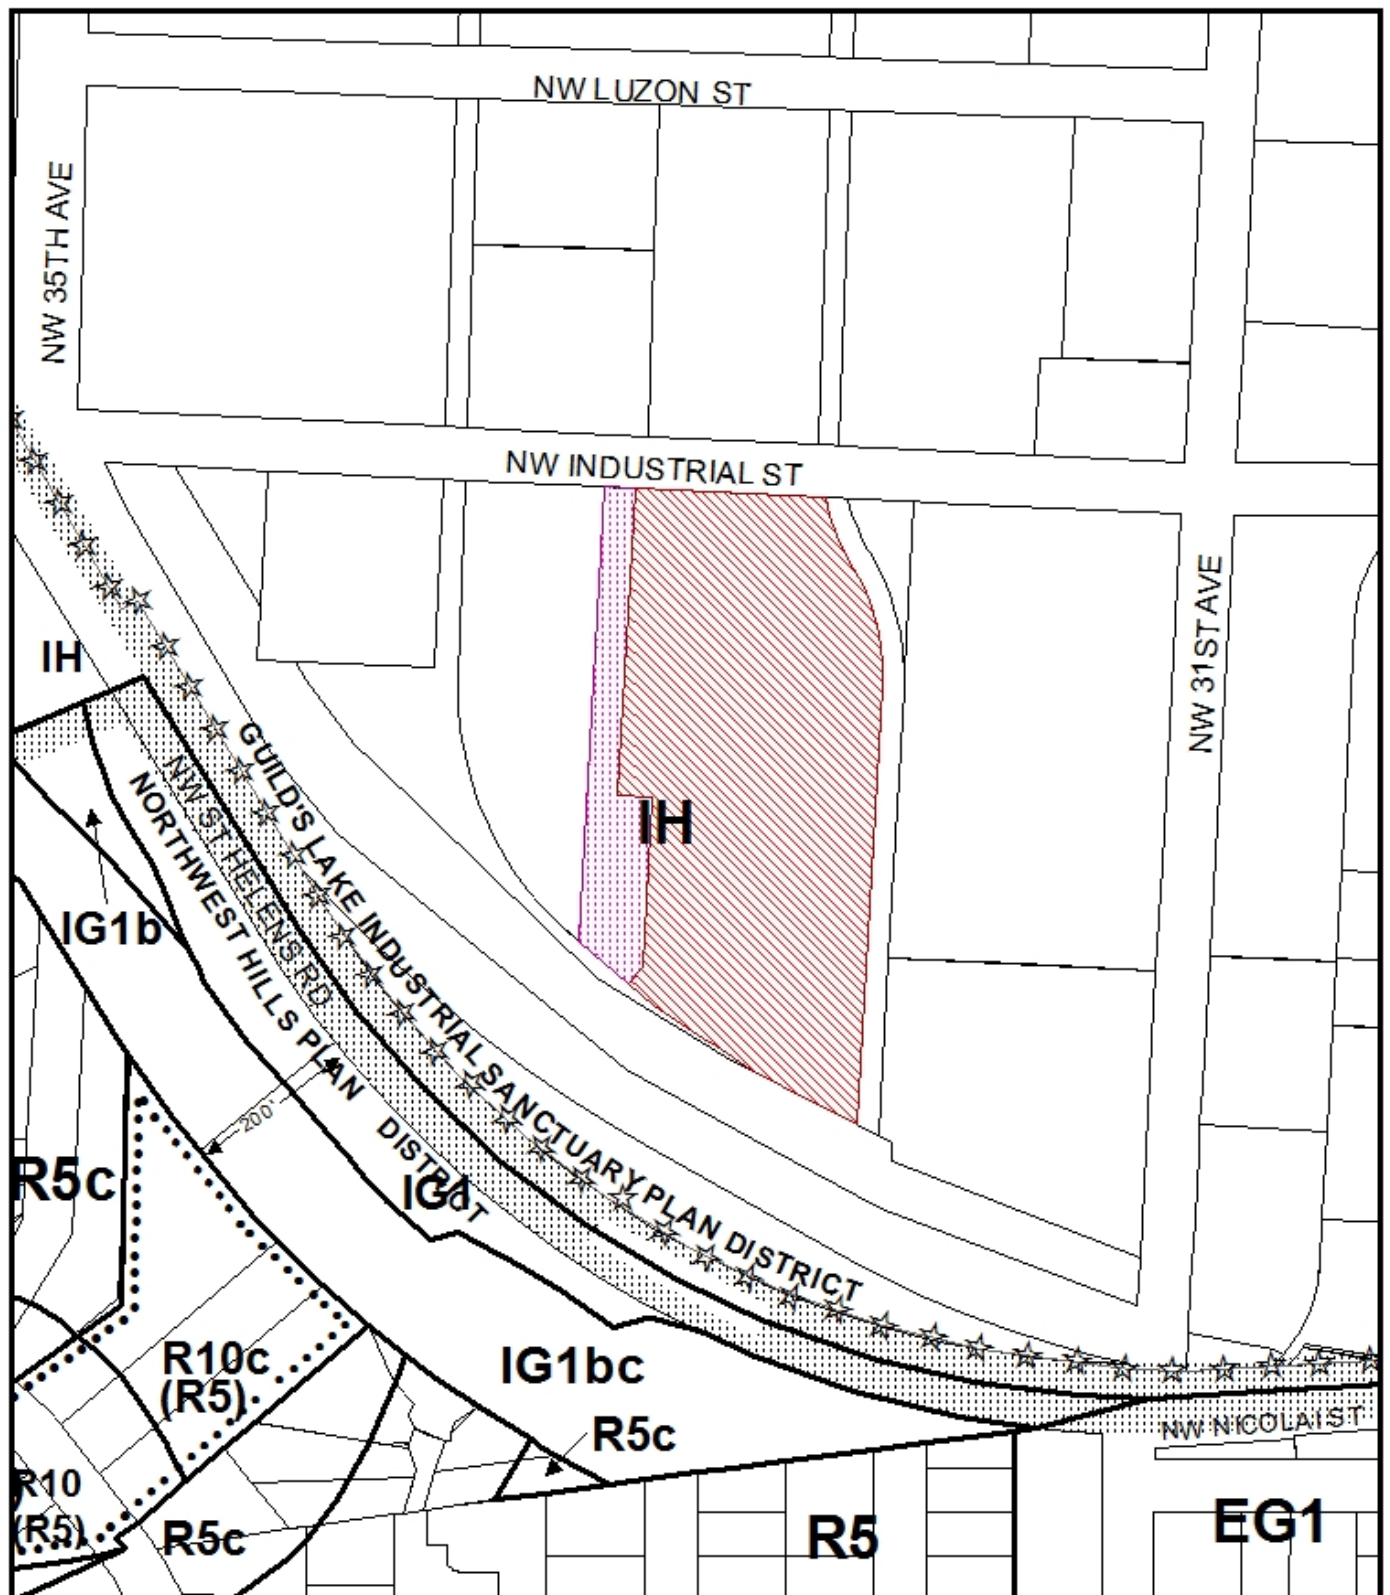 NW LUZON ST
NW 35TH AVE
NW INDUSTRIAL ST
NW 31ST AVE
IH
GUILD'S LAKE INDUSTRIAL SANCTUARY PLAN DISTRICT
NW ST HELENS RD
NORTHWEST HILLS PLAN DISTRICT
IH
IG1b
200'
R5c
IG1
R10c
(R5)
IG1bc
R5c
NW NICOLAI ST
R10
(R5)
R5c
R5
EG1